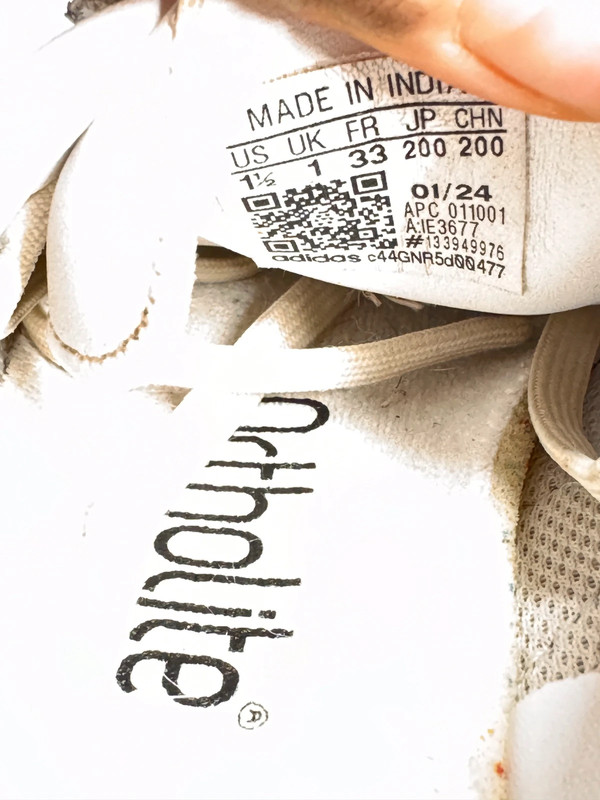 MADE IN INDIA
US UK FR JP CHN
1½ 1 33 200 200
01/24
APC 011001
A:IE3677
#133949976
adidas c44GNR5d00477
ortholite®